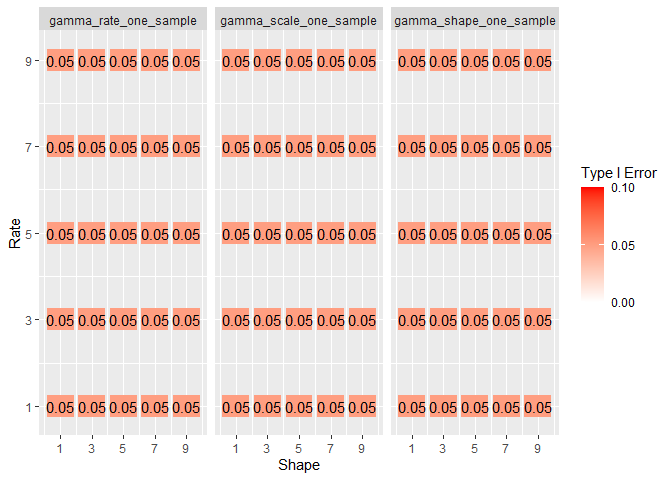 gamma_rate_one_sample gamma_scale_one_sample gamma_shape_one_sample
9 0.05 0.05 0.05 0.05 0.05 0.05 0.05 0.05 0.05 0.05 0.05 0.05 0.05 0.05 0.05
7 0.05 0.05 0.05 0.05 0.05 0.05 0.05 0.05 0.05 0.05 0.05 0.05 0.05 0.05 0.05
5 0.05 0.05 0.05 0.05 0.05 0.05 0.05 0.05 0.05 0.05 0.05 0.05 0.05 0.05 0.05
3 0.05 0.05 0.05 0.05 0.05 0.05 0.05 0.05 0.05 0.05 0.05 0.05 0.05 0.05 0.05
1 0.05 0.05 0.05 0.05 0.05 0.05 0.05 0.05 0.05 0.05 0.05 0.05 0.05 0.05 0.05
Rate
1 3 5 7 9 1 3 5 7 9 1 3 5 7 9
Shape
Type I Error
0.10
0.05
0.00